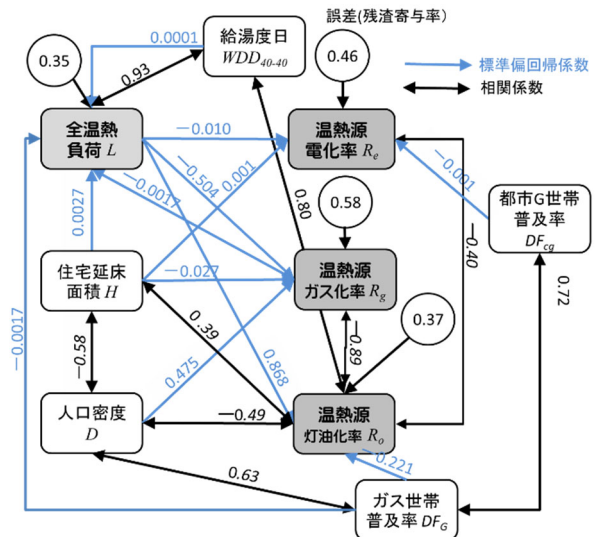 誤差(残渣寄与率)
0.35
0.0001
0.93
給湯度日
WDD40-40
0.46
標準偏回帰係数
相関係数
全温熱
負荷 L
－0.010
温熱源
電化率 Re
－0.504
－0.0017
0.001
－0.001
0.0027
0.80
0.58
都市G世帯
普及率
DFcg
－0.40
住宅延床
面積 H
－0.027
温熱源
ガス化率 Rg
0.72
－0.0017
0.39
0.37
－0.58
0.475
0.868
－0.89
人口密度
D
－0.49
温熱源
灯油化率 Ro
0.63
－0.221
ガス世帯
普及率 DFG